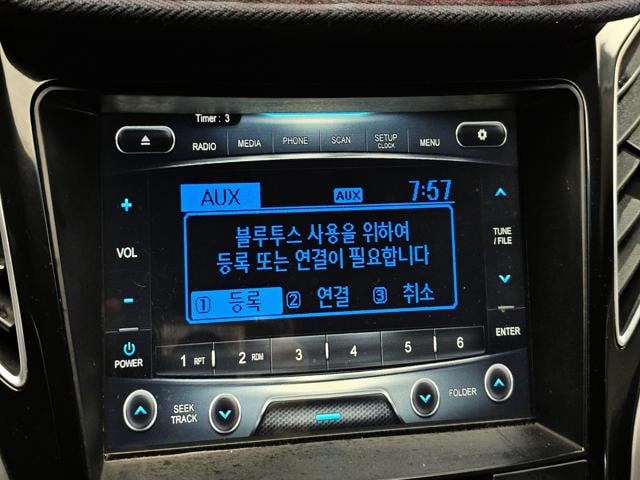 Timer : 3
RADIO MEDIA PHONE SCAN SETUP CLOCK MENU
AUX AUX 7:57
VOL
블루투스 사용을 위하여
등록 또는 연결이 필요합니다
1 등록 2 연결 3 취소
TUNE
/ FILE
POWER
ENTER
1 RPT 2 RDM 3 4 5 6
SEEK
TRACK
FOLDER